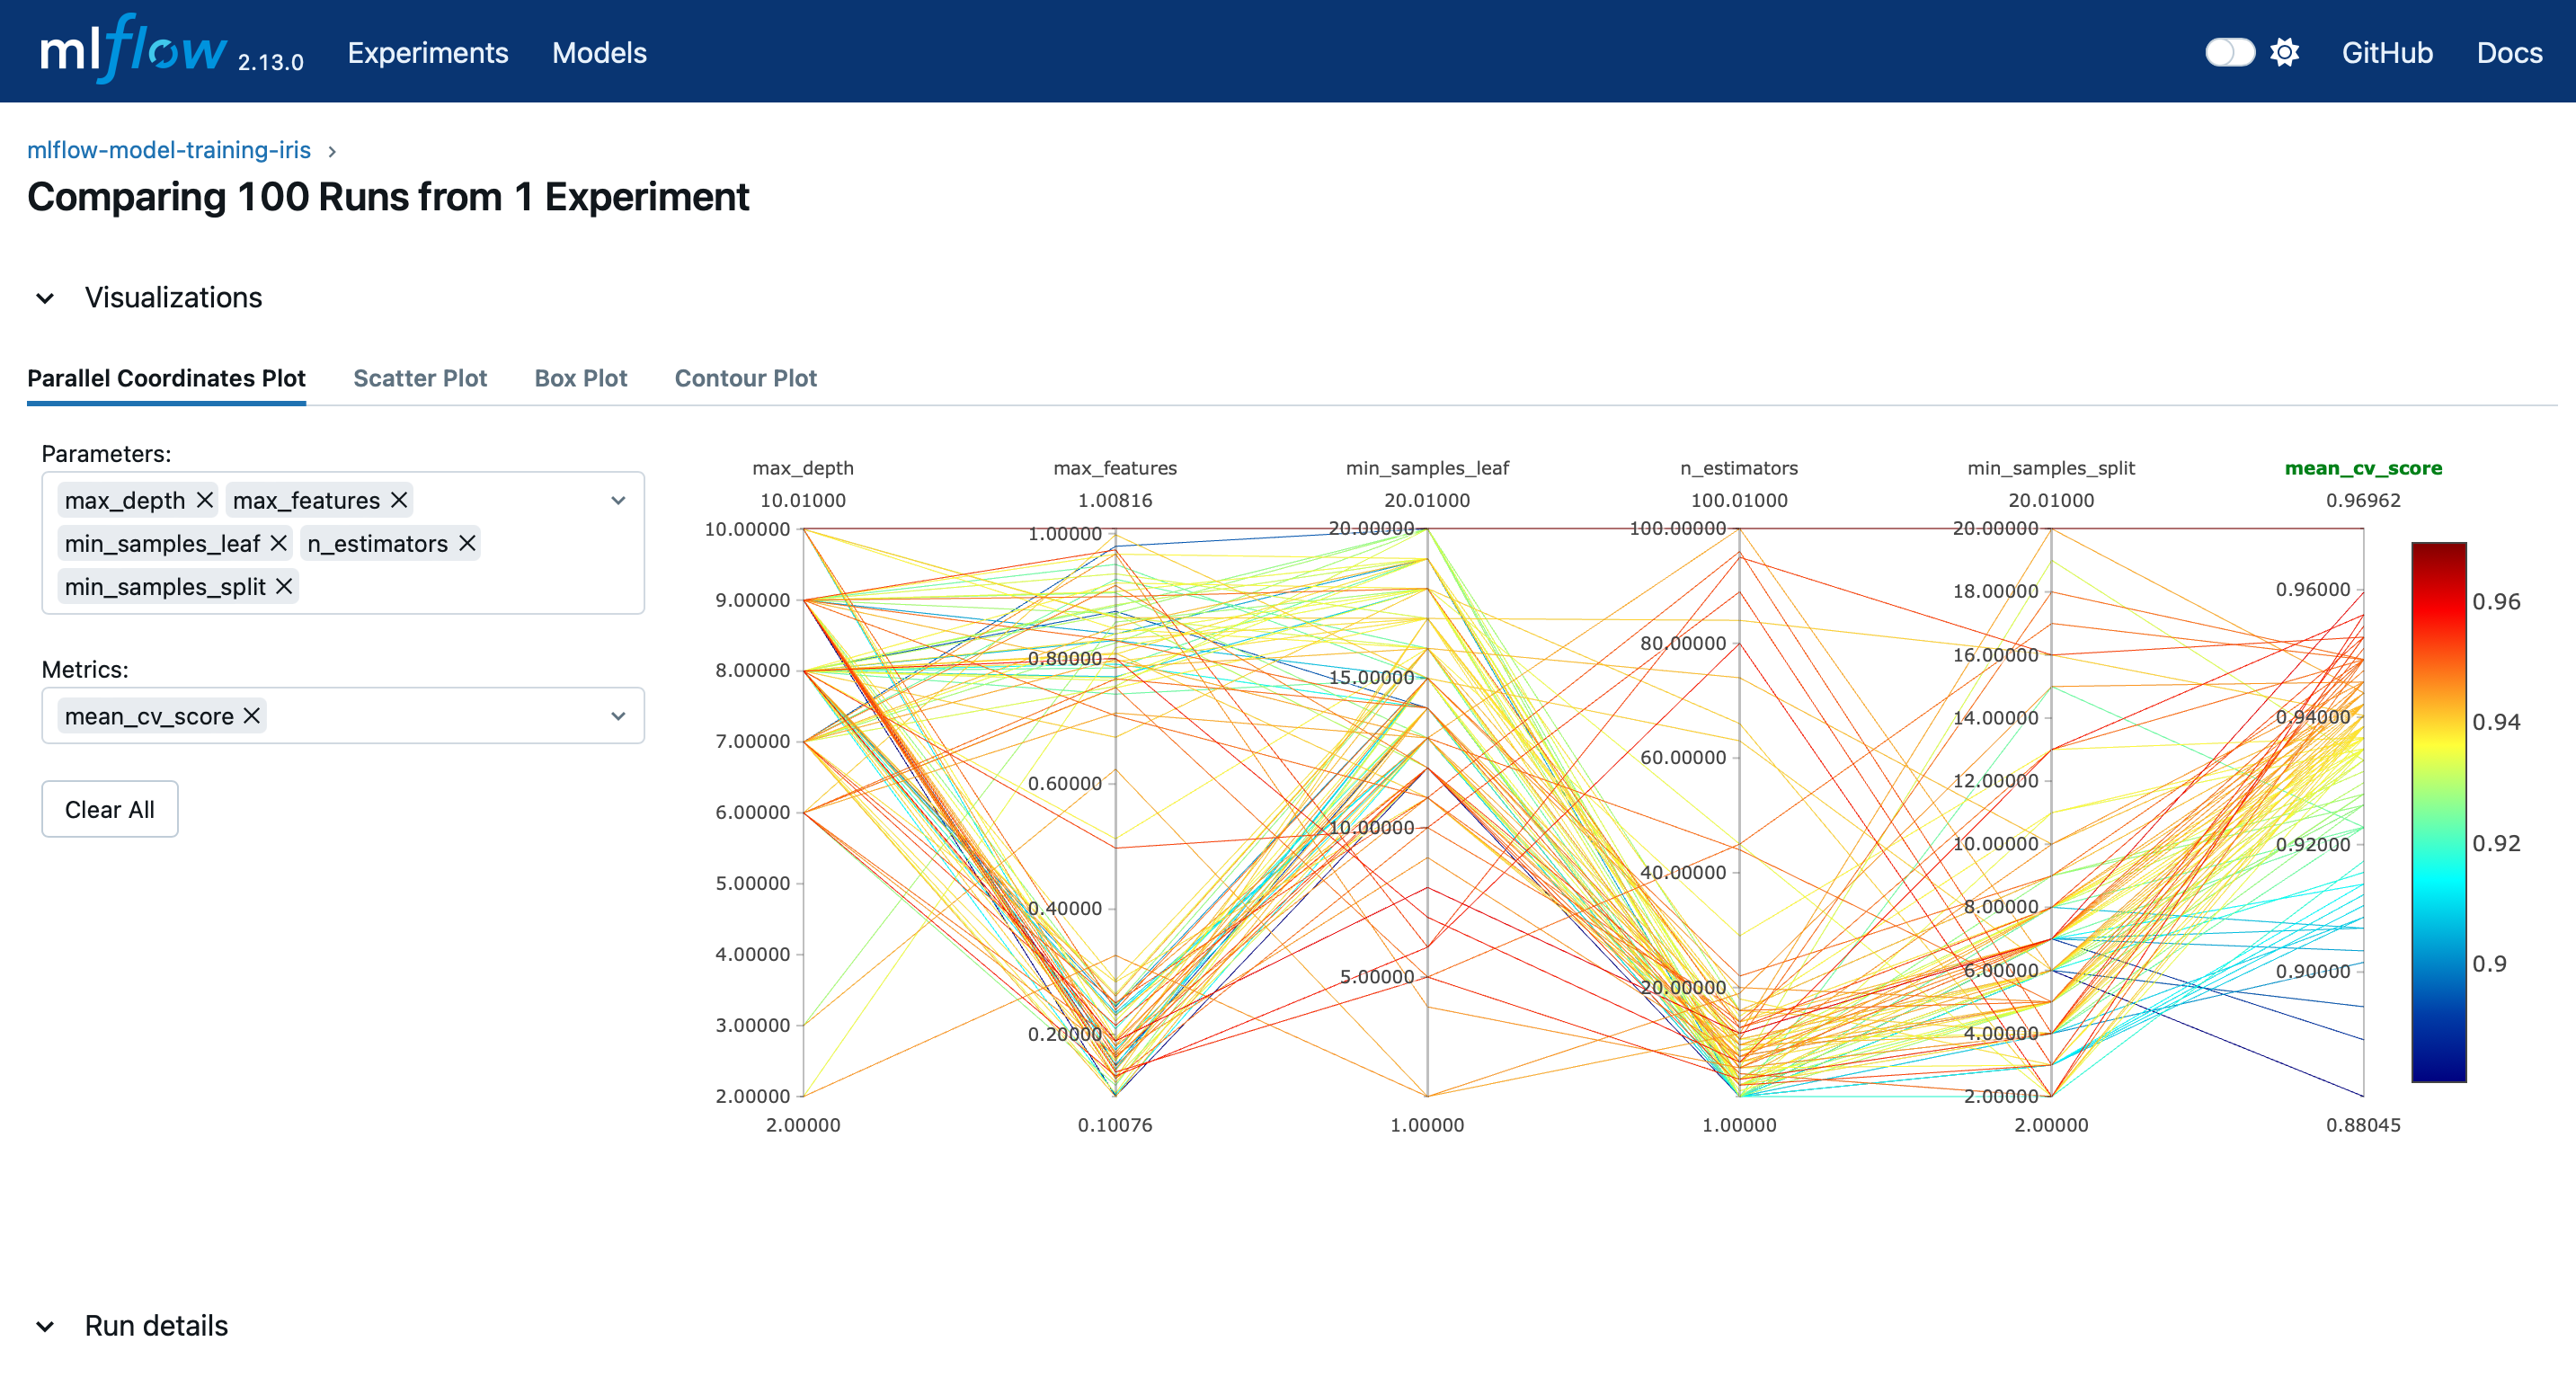 mlflow 2.13.0 Experiments Models GitHub Docs
mlflow-model-training-iris
Comparing 100 Runs from 1 Experiment
Visualizations
Parallel Coordinates Plot Scatter Plot Box Plot Contour Plot
Parameters:
max_depth max_features
min_samples_leaf n_estimators
min_samples_split
Metrics:
mean_cv_score
Clear All
max_depth max_features min_samples_leaf n_estimators min_samples_split mean_cv_score
10.01000 1.00816 20.01000 100.01000 20.01000 0.96962
10.00000
9.00000
8.00000
7.00000
6.00000
5.00000
4.00000
3.00000
2.00000
1.00000
0.80000
0.60000
0.40000
0.20000
20.00000
15.00000
10.00000
5.00000
100.00000
80.00000
60.00000
40.00000
20.00000
20.00000
18.00000
16.00000
14.00000
12.00000
10.00000
8.00000
6.00000
4.00000
2.00000
0.96000
0.94000
0.92000
0.90000
0.96
0.94
0.92
0.9
2.00000 0.10076 1.00000 1.00000 2.00000 0.88045
Run details